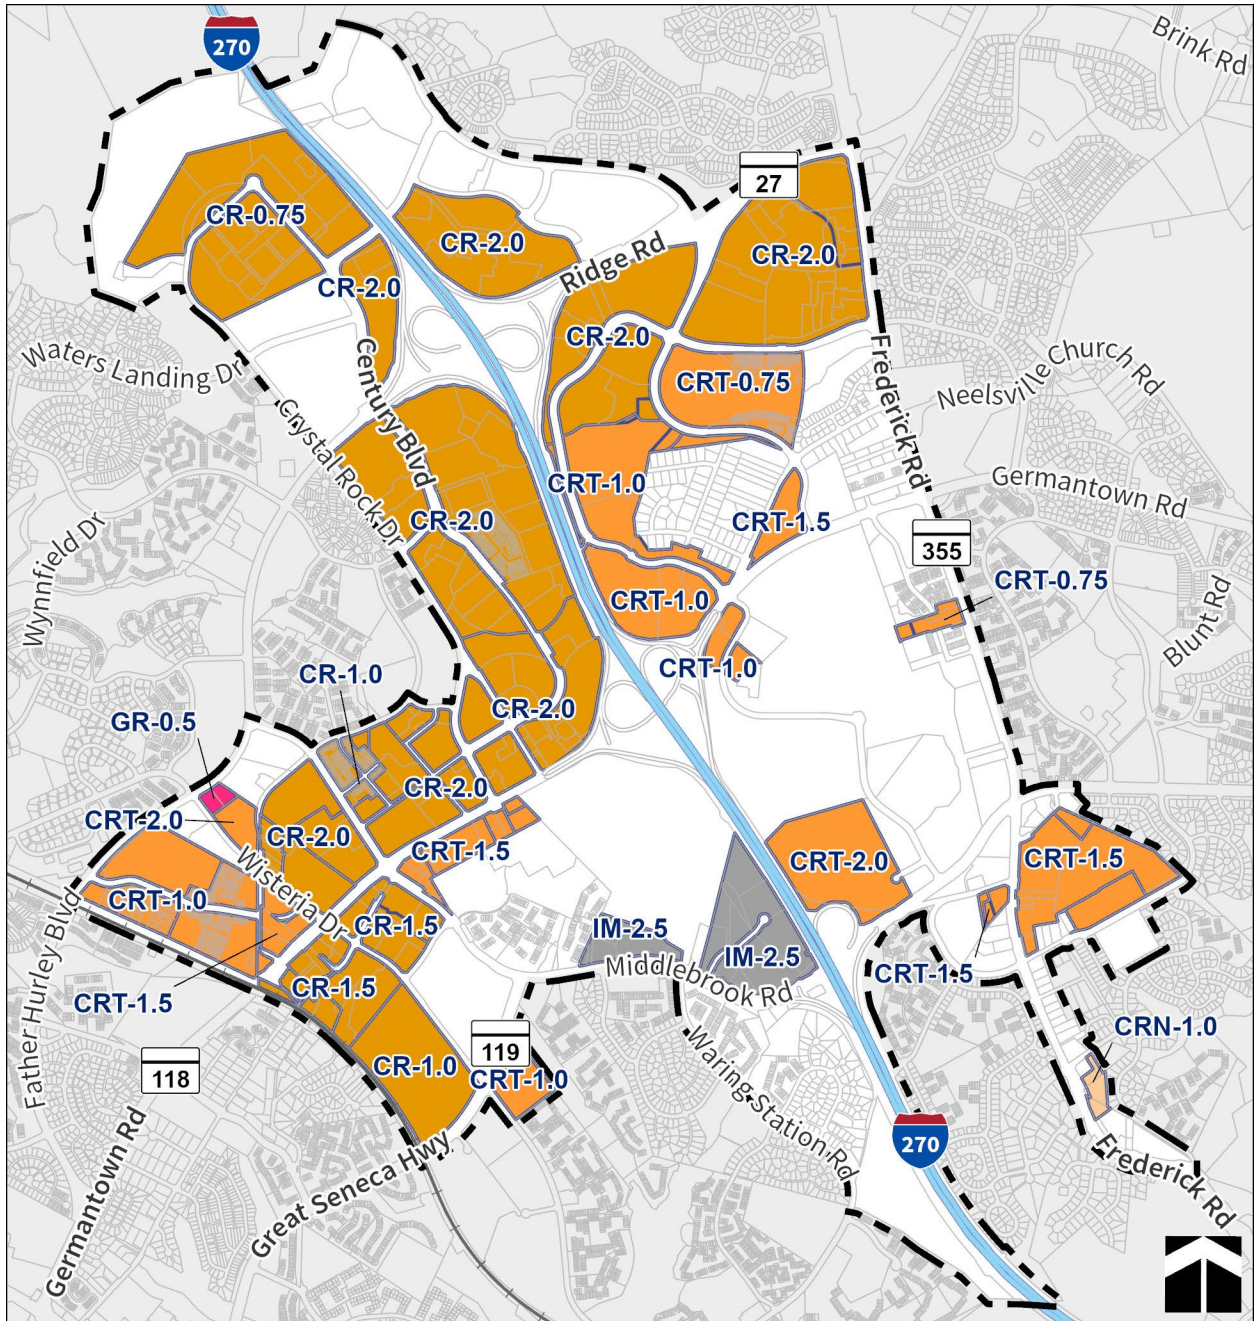 270
Brink Rd
27
CR-0.75
CR-2.0
CR-2.0
Ridge Rd
CR-2.0
CR-2.0
Waters Landing Dr
Century Blvd
CRT-0.75
Frederick Rd
Neelsville Church Rd
Crystal Rock Dr
CRT-1.0
Germantown Rd
CR-2.0
CRT-1.5
Wynnfield Dr
355
CRT-0.75
CRT-1.0
Blunt Rd
CRT-1.0
CR-1.0
CR-2.0
GR-0.5
CR-2.0
CRT-2.0
CR-2.0
CRT-1.5
CRT-2.0
CRT-1.5
Wisteria Dr
CRT-1.0
CR-1.5
IM-2.5
IM-2.5
Middlebrook Rd
CRT-1.5
Father Hurley Blvd
CRT-1.5
CR-1.5
CRN-1.0
119
118
CR-1.0
CRT-1.0
Waring Station Rd
270
Germantown Rd
Great Seneca Hwy
Frederick Rd